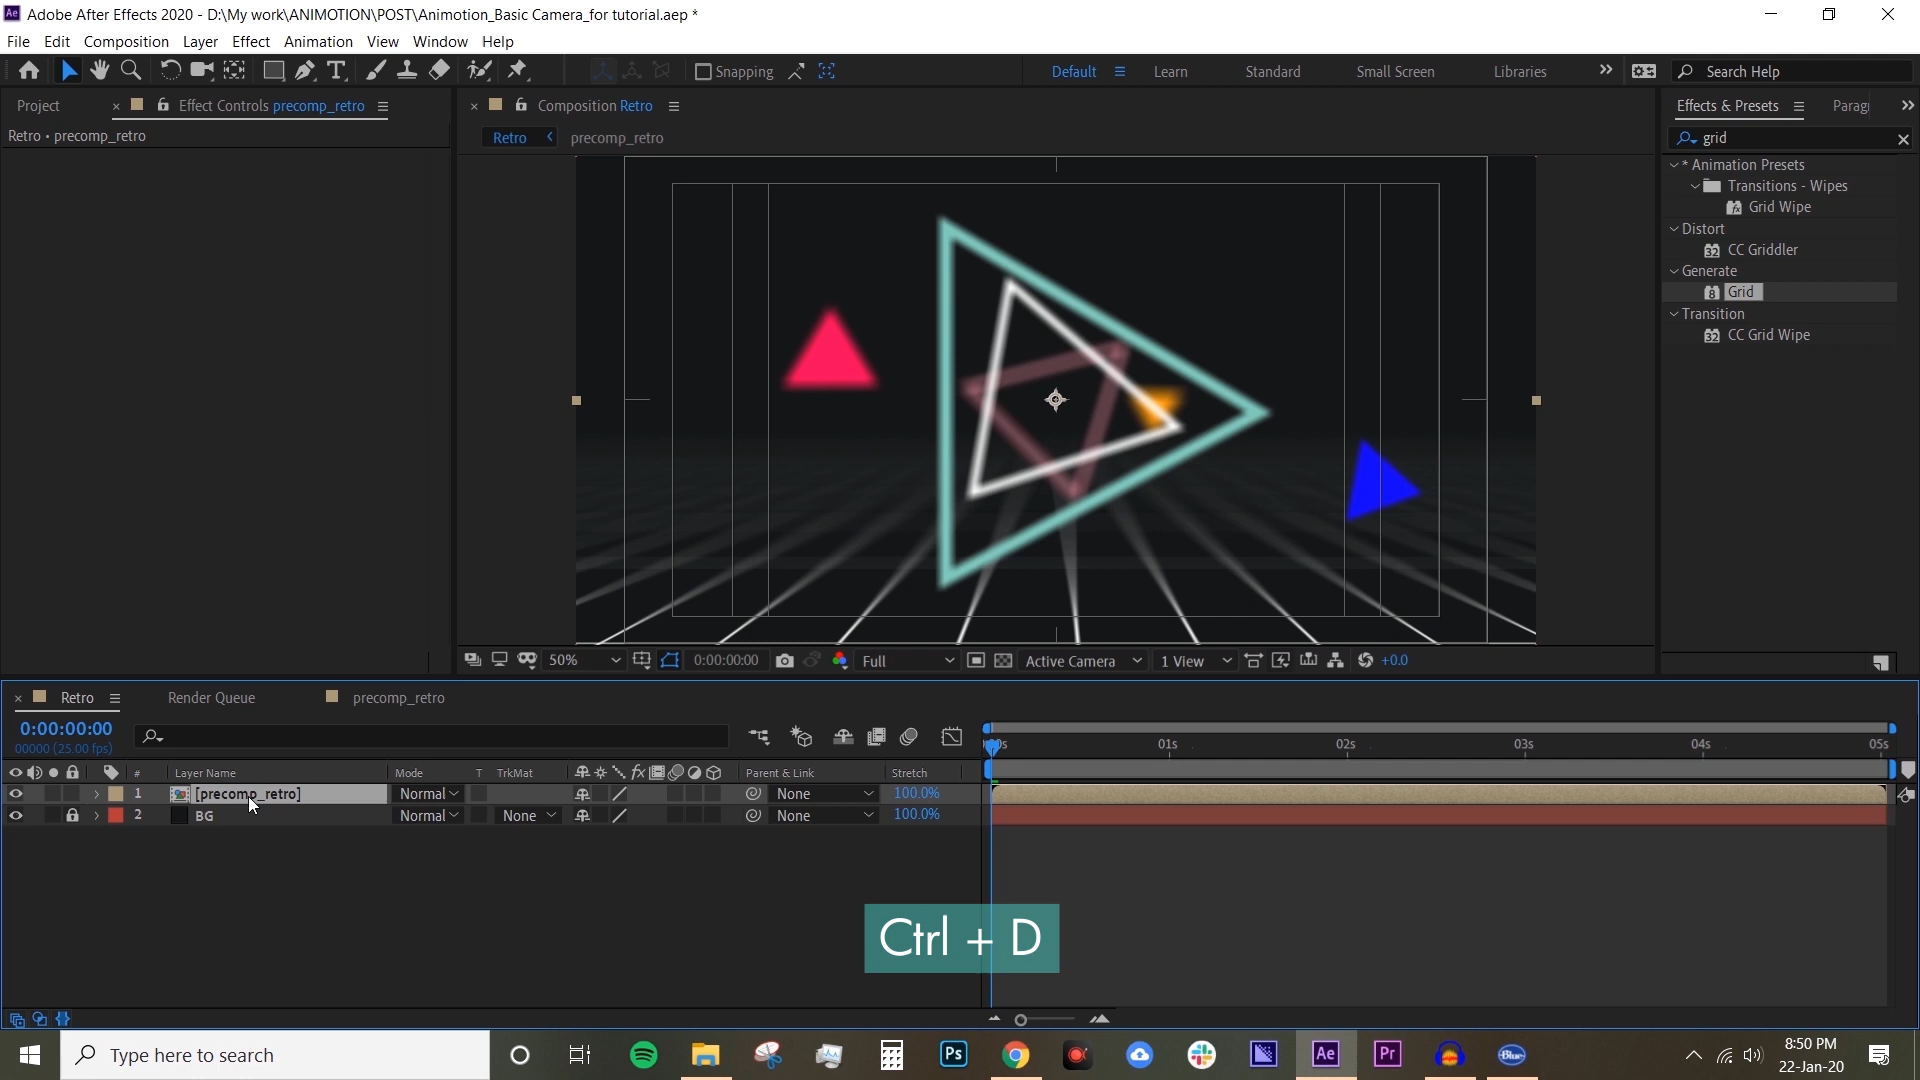 Adobe After Effects 2020 - D:\My work\ANIMOTION\POST\Animotion_Basic Camera_for tutorial.aep *
File Edit Composition Layer Effect Animation View Window Help
Snapping Default Learn Standard Small Screen Libraries Search Help
Project Effect Controls precomp_retro Composition Retro Effects & Presets Paragi
Retro • precomp_retro
Retro precomp_retro
grid
* Animation Presets
Transitions - Wipes
Grid Wipe
Distort
CC Griddler
Generate
Grid
Transition
CC Grid Wipe
50% 0:00:00:00 Full Active Camera 1 View +0.0
Retro Render Queue precomp_retro
0:00:00:00
00000 (25.00 fps)
01s 02s 03s 04s 05s
# Layer Name Mode T TrkMat Parent & Link Stretch
1 [precomp_retro] Normal None 100.0%
2 BG Normal None None 100.0%
Ctrl + D
Type here to search
Ps Ae Pr Blue
8:50 PM
22-Jan-20